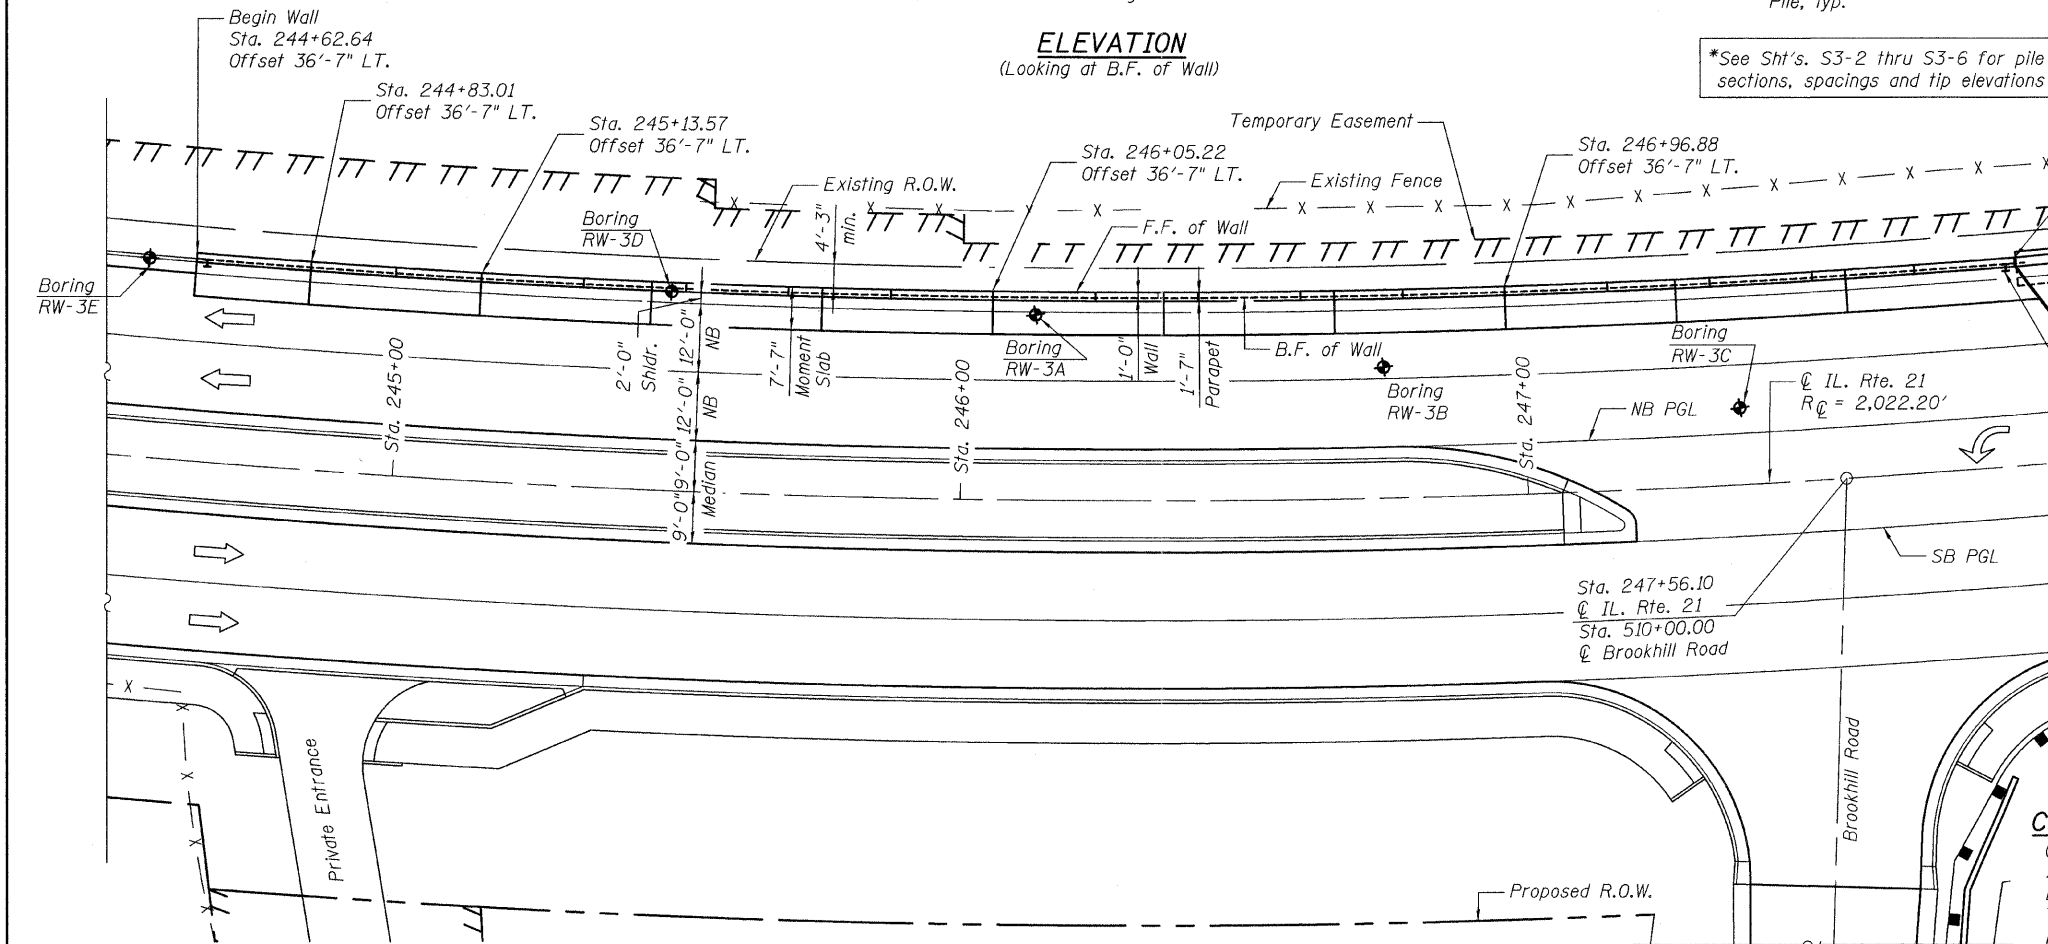 Pile, Typ.
ELEVATION
(Looking at B.F. of Wall)
*See Sht's. S3-2 thru S3-6 for pile
sections, spacings and tip elevations
Begin Wall
Sta. 244+62.64
Offset 36'-7" LT.
Sta. 244+83.01
Offset 36'-7" LT.
Sta. 245+13.57
Offset 36'-7" LT.
Sta. 246+05.22
Offset 36'-7" LT.
Temporary Easement
Sta. 246+96.88
Offset 36'-7" LT.
Existing R.O.W.
Existing Fence
Boring
RW-3D
4'-3"
min.
F.F. of Wall
Boring
RW-3E
Sta. 245+00
2'-0"
Shldr.
12'-0"
NB
12'-0"
NB
9'-0"
9'-0"
Median
7'-7"
Moment
Slab
Sta. 246+00
Boring
RW-3A
1'-0"
Wall
1'-7"
Parapet
B.F. of Wall
Boring
RW-3B
Sta. 247+00
Boring
RW-3C
℄ IL. Rte. 21
R℄ = 2,022.20'
NB PGL
SB PGL
Sta. 247+56.10
℄ IL. Rte. 21
Sta. 510+00.00
℄ Brookhill Road
Private Entrance
Brookhill Road
Proposed R.O.W.